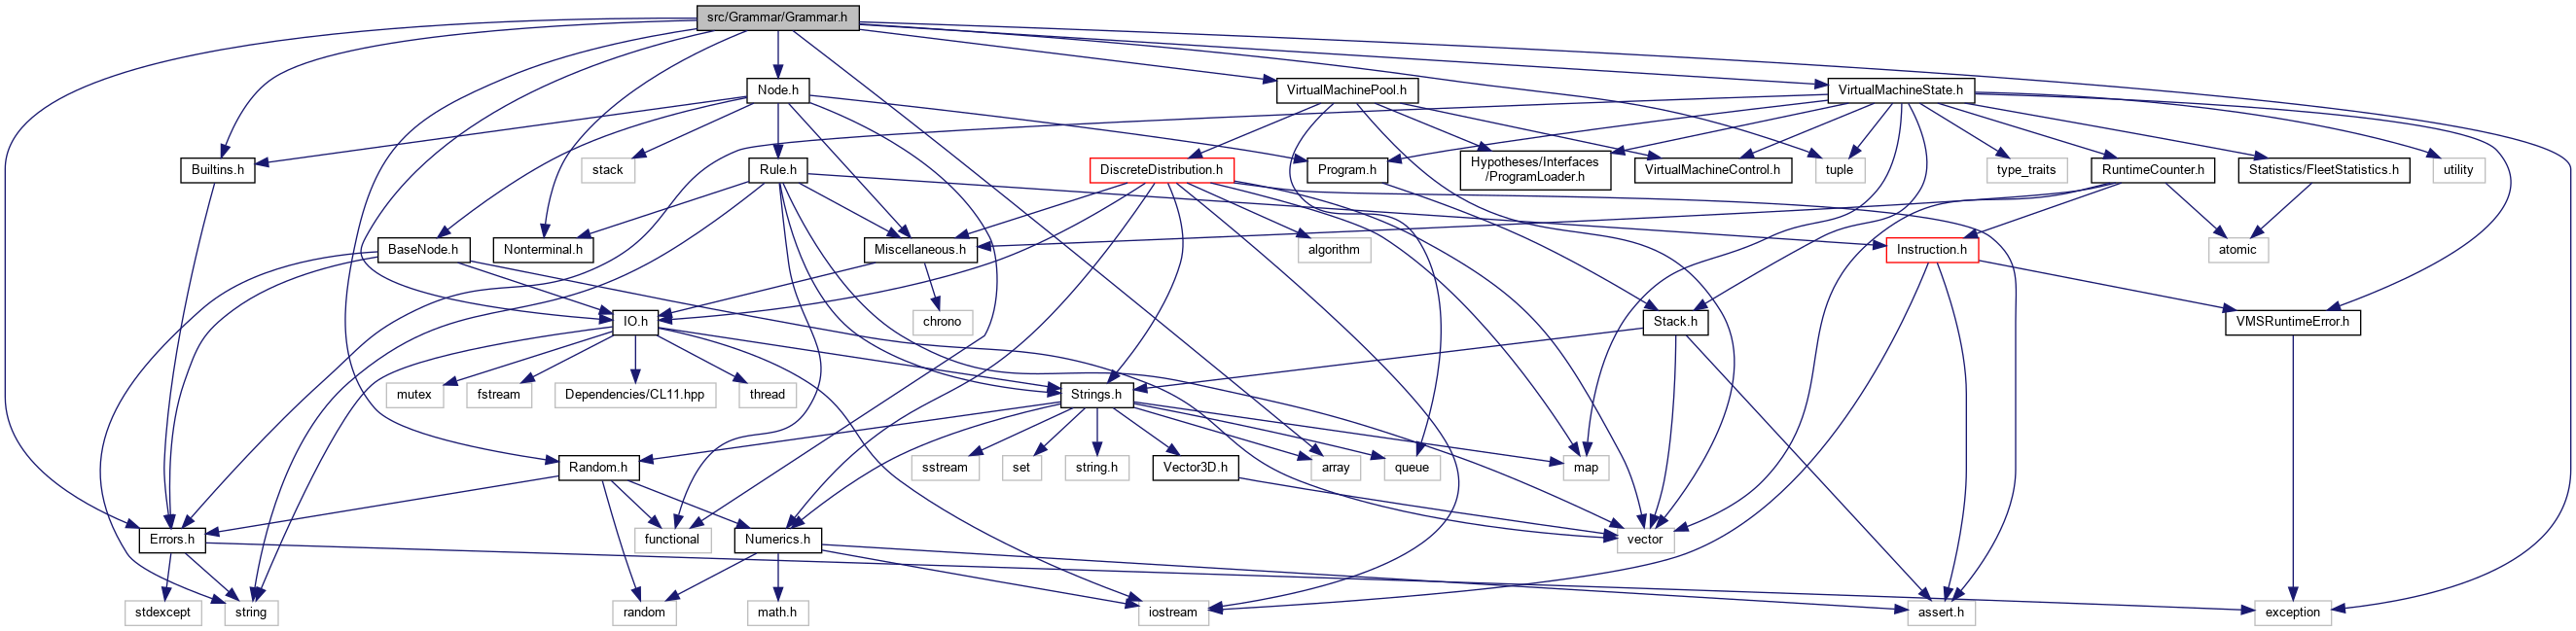 src/Grammar/Grammar.h
Node.h
VirtualMachinePool.h
VirtualMachineState.h
Builtins.h
stack
Rule.h
DiscreteDistribution.h
Program.h
Hypotheses/Interfaces
/ProgramLoader.h
VirtualMachineControl.h
tuple
type_traits
RuntimeCounter.h
Statistics/FleetStatistics.h
utility
BaseNode.h
Nonterminal.h
Miscellaneous.h
algorithm
Instruction.h
atomic
IO.h
chrono
Stack.h
VMSRuntimeError.h
mutex
fstream
Dependencies/CL11.hpp
thread
Strings.h
Random.h
sstream
set
string.h
Vector3D.h
array
queue
map
Errors.h
functional
Numerics.h
vector
stdexcept
string
random
math.h
iostream
assert.h
exception